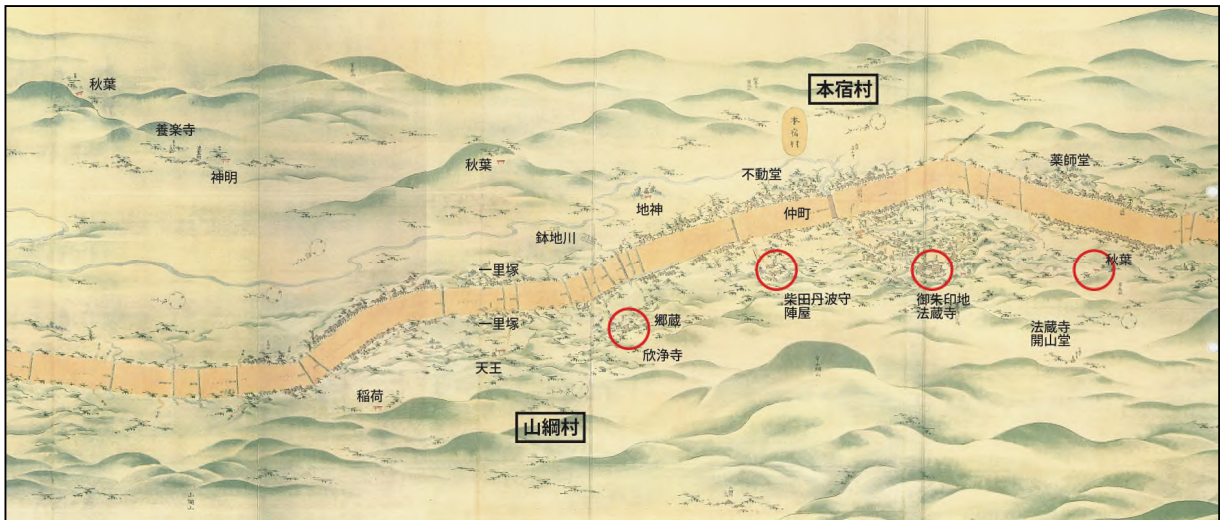 秋葉
養楽寺
神明
秋葉
本宿村
本宿村
不動堂
地神
仲町
薬師堂
鉢地川
一里塚
一里塚
郷蔵
欣浄寺
天王
稲荷
山綱村
柴田丹波守
陣屋
御朱印地
法蔵寺
秋葉
法蔵寺
開山堂